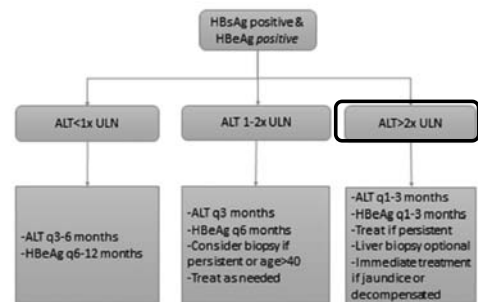 HBsAg positive &
HBeAg positive
ALT<1x ULN
ALT 1-2x ULN
ALT>2x ULN
-ALT q3-6 months
-HBeAg q6-12 months
-ALT q3 months
-HBeAg q6 months
-Consider biopsy if
persistent or age>40
-Treat as needed
-ALT q1-3 months
-HBeAg q1-3 months
-Treat if persistent
-Liver biopsy optional
-Immediate treatment
if jaundice or
decompensated